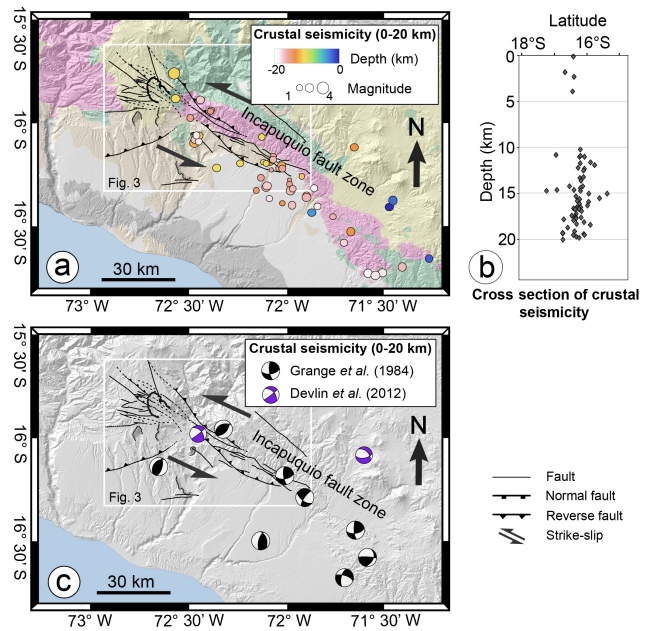 15° 30' S
16° S
16° 30' S
Crustal seismicity (0-20 km)
-20
0
Depth (km)
1
4
Magnitude
Incapuquio fault zone
N
Fig. 3
a
30 km
73° W
72° 30' W
72° W
71° 30' W
Latitude
18°S
16°S
0
5
10
15
20
Depth (km)
b
Cross section of crustal
seismicity
15° 30' S
16° S
16° 30' S
Crustal seismicity (0-20 km)
Grange et al. (1984)
Devlin et al. (2012)
Incapuquio fault zone
N
Fig. 3
c
30 km
73° W
72° 30' W
72° W
71° 30' W
Fault
Normal fault
Reverse fault
Strike-slip